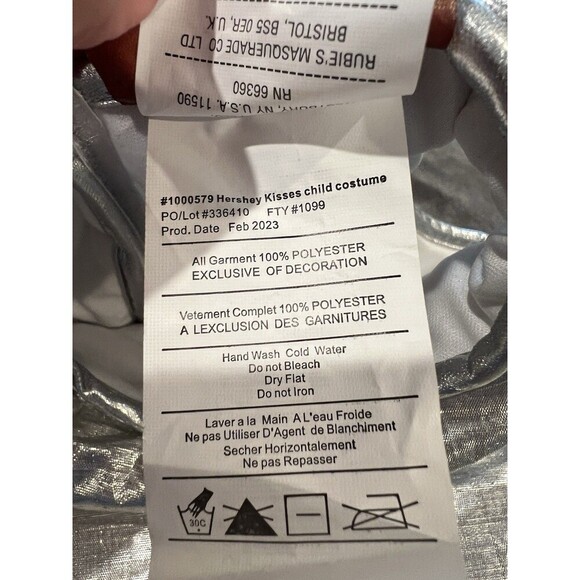 BRISTOL, BS5 0ER, U.K.
RUBIE'S MASQUERADE CO LTD
RN 66360
NY U.S.A. 11590
#1000579 Hershey Kisses child costume
PO/Lot #336410 FTY #1099
Prod. Date Feb 2023
All Garment 100% POLYESTER
EXCLUSIVE OF DECORATION
Vetement Complet 100% POLYESTER
A LEXCLUSION DES GARNITURES
Hand Wash Cold Water
Do not Bleach
Dry Flat
Do not Iron
Laver a la Main A L'eau Froide
Ne pas Utiliser D'Agent de Blanchiment
Secher Horizontalement
Ne pas Repasser
30C